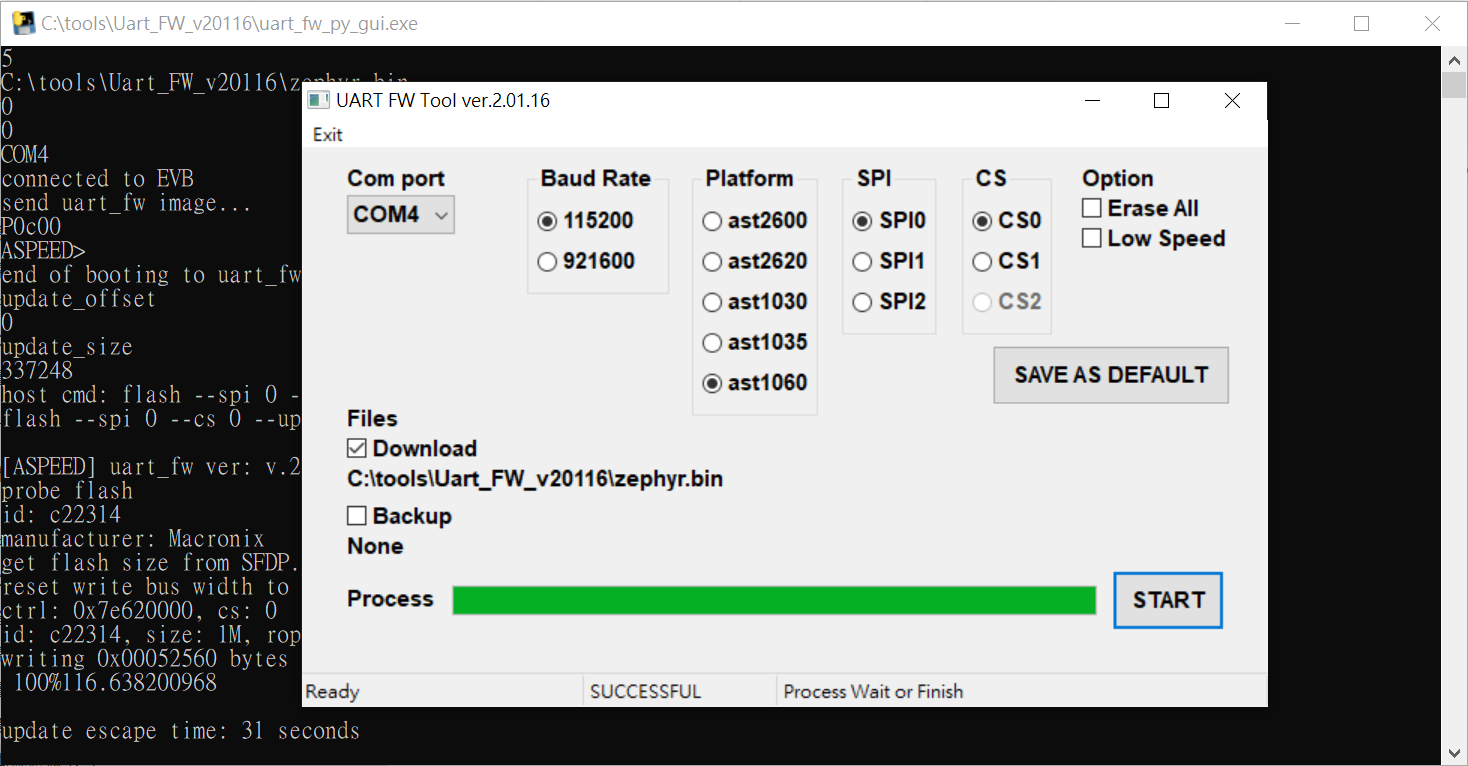 C:\tools\Uart_FW_v20116\uart_fw_py_gui.exe
5
C:\tools\Uart_FW_v20116\zephyr.bin
0
0
COM4
connected to EVB
send uart_fw image...
P0c00
ASPEED>
end of booting to uart_fw
update_offset
0
update_size
337248
host cmd: flash --spi 0 -
flash --spi 0 --cs 0 --up
[ASPEED] uart_fw ver: v.2
probe flash
id: c22314
manufacturer: Macronix
get flash size from SFDP.
reset write bus width to
ctrl: 0x7e620000, cs: 0
id: c22314, size: 1M, rop
writing 0x00052560 bytes
100%116.638200968
update escape time: 31 seconds
UART FW Tool ver.2.01.16
Exit
Com port
COM4
Baud Rate
115200
921600
Platform
ast2600
ast2620
ast1030
ast1035
ast1060
SPI
SPI0
SPI1
SPI2
CS
CS0
CS1
CS2
Option
Erase All
Low Speed
SAVE AS DEFAULT
Files
Download
C:\tools\Uart_FW_v20116\zephyr.bin
Backup
None
Process
START
Ready
SUCCESSFUL
Process Wait or Finish